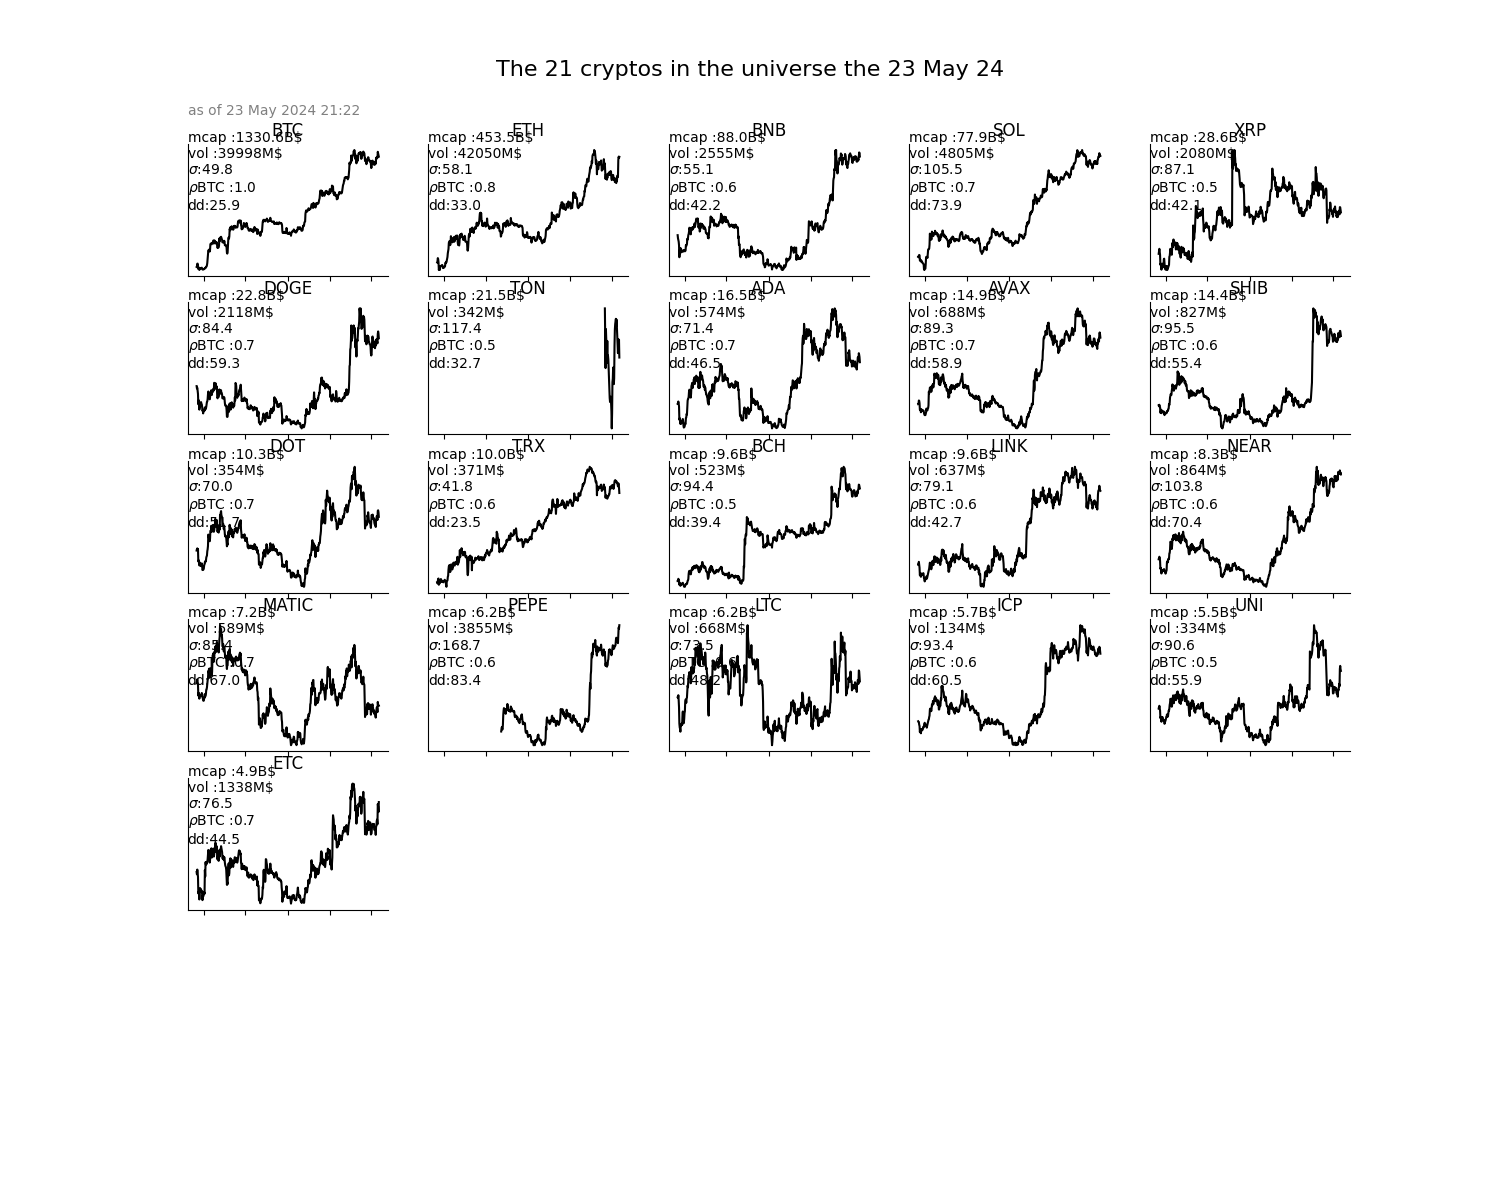 The 21 cryptos in the universe the 23 May 24
as of 23 May 2024 21:22
BTC
mcap :1330.6B$
vol :39998M$
σ:49.8
ρBTC :1.0
dd:25.9
ETH
mcap :453.5B$
vol :42050M$
σ:58.1
ρBTC :0.8
dd:33.0
BNB
mcap :88.0B$
vol :2555M$
σ:55.1
ρBTC :0.6
dd:42.2
SOL
mcap :77.9B$
vol :4805M$
σ:105.5
ρBTC :0.7
dd:73.9
XRP
mcap :28.6B$
vol :2080M$
σ:87.1
ρBTC :0.5
dd:42.1
DOGE
mcap :22.8B$
vol :2118M$
σ:84.4
ρBTC :0.7
dd:59.3
TON
mcap :21.5B$
vol :342M$
σ:117.4
ρBTC :0.5
dd:32.7
ADA
mcap :16.5B$
vol :574M$
σ:71.4
ρBTC :0.7
dd:46.5
AVAX
mcap :14.9B$
vol :688M$
σ:89.3
ρBTC :0.7
dd:58.9
SHIB
mcap :14.4B$
vol :827M$
σ:95.5
ρBTC :0.6
dd:55.4
DOT
mcap :10.3B$
vol :354M$
σ:70.0
ρBTC :0.7
TRX
mcap :10.0B$
vol :371M$
σ:41.8
ρBTC :0.6
dd:23.5
BCH
mcap :9.6B$
vol :523M$
σ:94.4
ρBTC :0.5
dd:39.4
LINK
mcap :9.6B$
vol :637M$
σ:79.1
ρBTC :0.6
dd:42.7
NEAR
mcap :8.3B$
vol :864M$
σ:103.8
ρBTC :0.6
dd:70.4
MATIC
mcap :7.2B$
vol :589M$
σ:85.4
ρBTC :0.7
dd:67.0
PEPE
mcap :6.2B$
vol :3855M$
σ:168.7
ρBTC :0.6
dd:83.4
LTC
mcap :6.2B$
vol :668M$
σ:73.5
ρBTC :0.6
dd:48.2
ICP
mcap :5.7B$
vol :134M$
σ:93.4
ρBTC :0.6
dd:60.5
UNI
mcap :5.5B$
vol :334M$
σ:90.6
ρBTC :0.5
dd:55.9
ETC
mcap :4.9B$
vol :1338M$
σ:76.5
ρBTC :0.7
dd:44.5